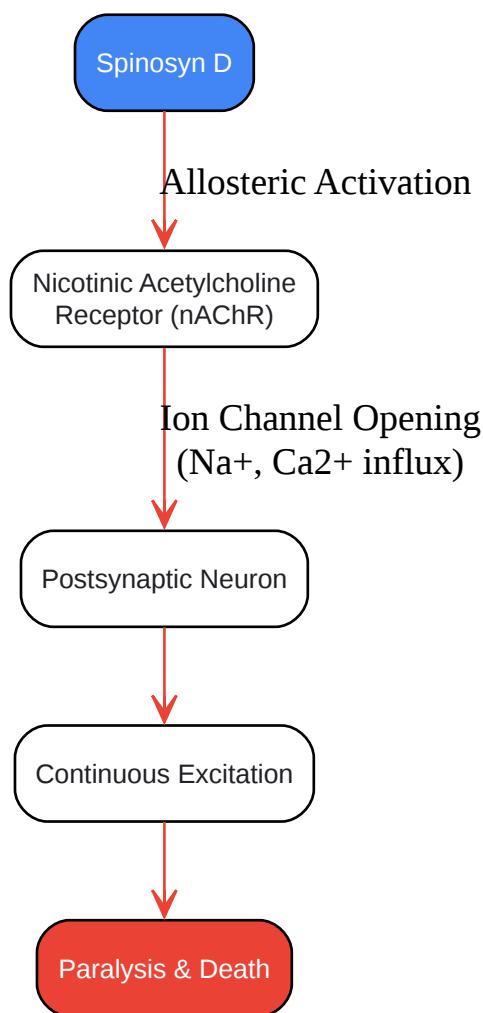 Spinosyn D
Allosteric Activation
Nicotinic Acetylcholine
Receptor (nAChR)
Ion Channel Opening
(Na+, Ca2+ influx)
Postsynaptic Neuron
Continuous Excitation
Paralysis & Death